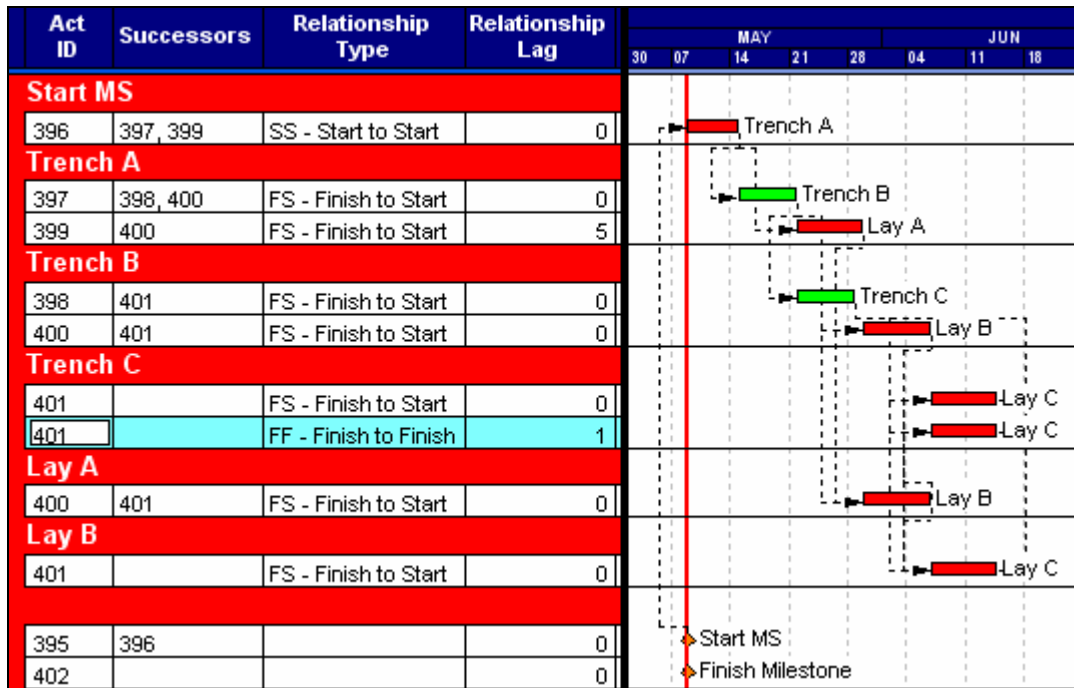 Act ID Successors Relationship Type Relationship Lag
MAY JUN
30 07 14 21 28 04 11 18
Start MS
396 397, 399 SS - Start to Start 0 Trench A
Trench A
397 398, 400 FS - Finish to Start 0 Trench B
399 400 FS - Finish to Start 5 Lay A
Trench B
398 401 FS - Finish to Start 0 Trench C
400 401 FS - Finish to Start 0 Lay B
Trench C
401 FS - Finish to Start 0 Lay C
401 FF - Finish to Finish 1 Lay C
Lay A
400 401 FS - Finish to Start 0 Lay B
Lay B
401 FS - Finish to Start 0 Lay C
395 396 0 Start MS
402 0 Finish Milestone